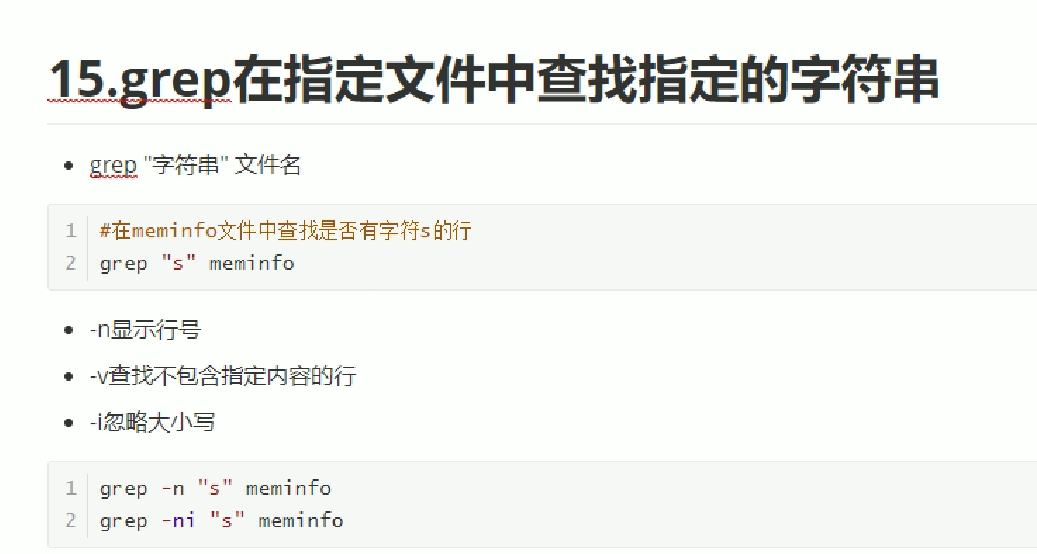 15.grep在指定文件中查找指定的字符串
grep "字符串" 文件名
1 #在meminfo文件中查找是否有字符s的行
2 grep "s" meminfo
-n显示行号
-v查找不包含指定内容的行
-i忽略大小写
1 grep -n "s" meminfo
2 grep -ni "s" meminfo